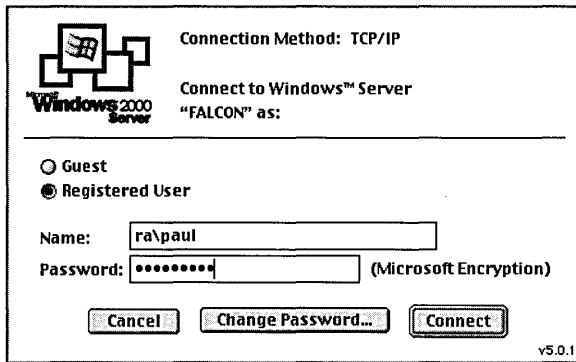 Microsoft
Windows 2000
Server
Connection Method: TCP/IP
Connect to Windows™ Server
"FALCON" as:
Guest
Registered User
Name: ra\paul
Password: ••••••••• (Microsoft Encryption)
Cancel Change Password... Connect
v5.0.1